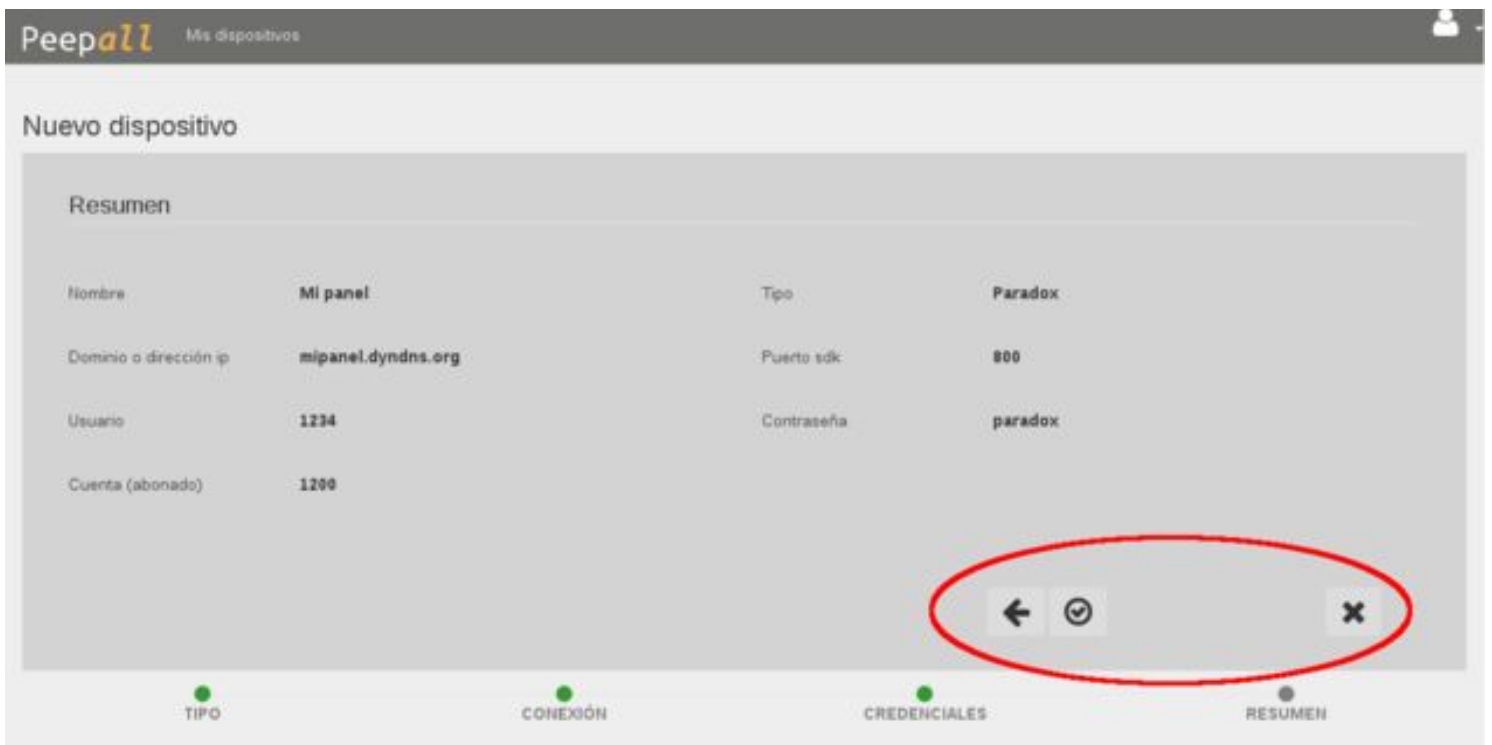 Peepall Mis dispositivos
Nuevo dispositivo
Resumen
Nombre Mi panel Tipo Paradox
Dominio o dirección ip mipanel.dyndns.org Puerto sdk 800
Usuario 1234 Contraseña paradox
Cuenta (abonado) 1200
TIPO CONEXIÓN CREDENCIALES RESUMEN